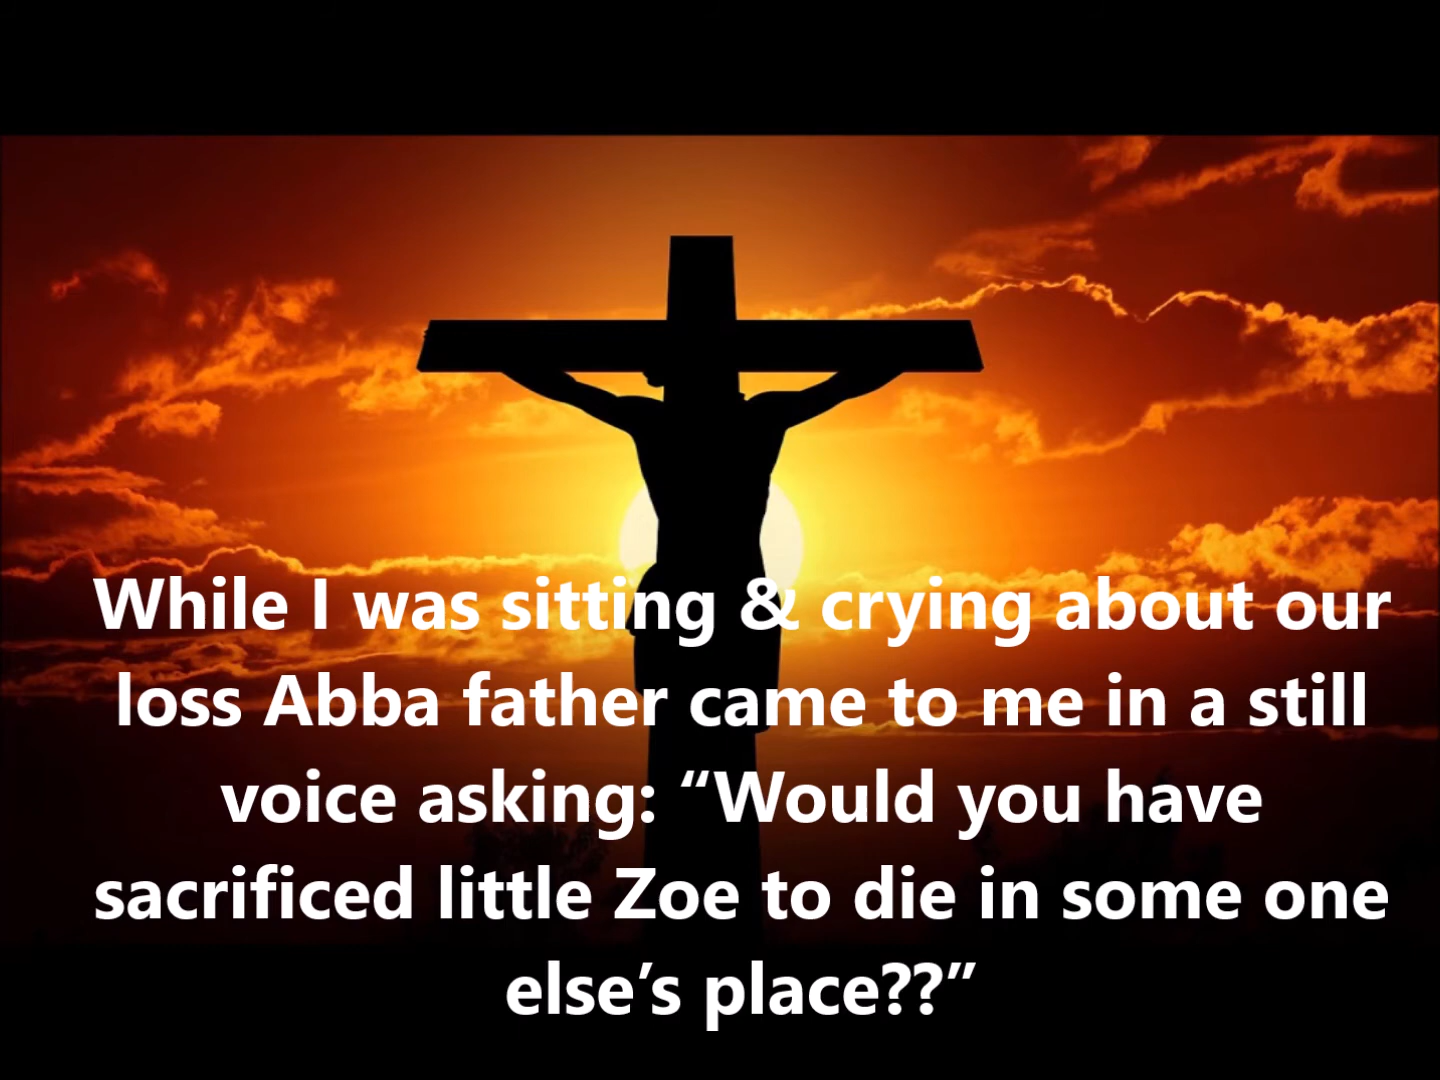 While I was sitting & crying about our
loss Abba father came to me in a still
voice asking: “Would you have
sacrificed little Zoe to die in some one
else’s place??”